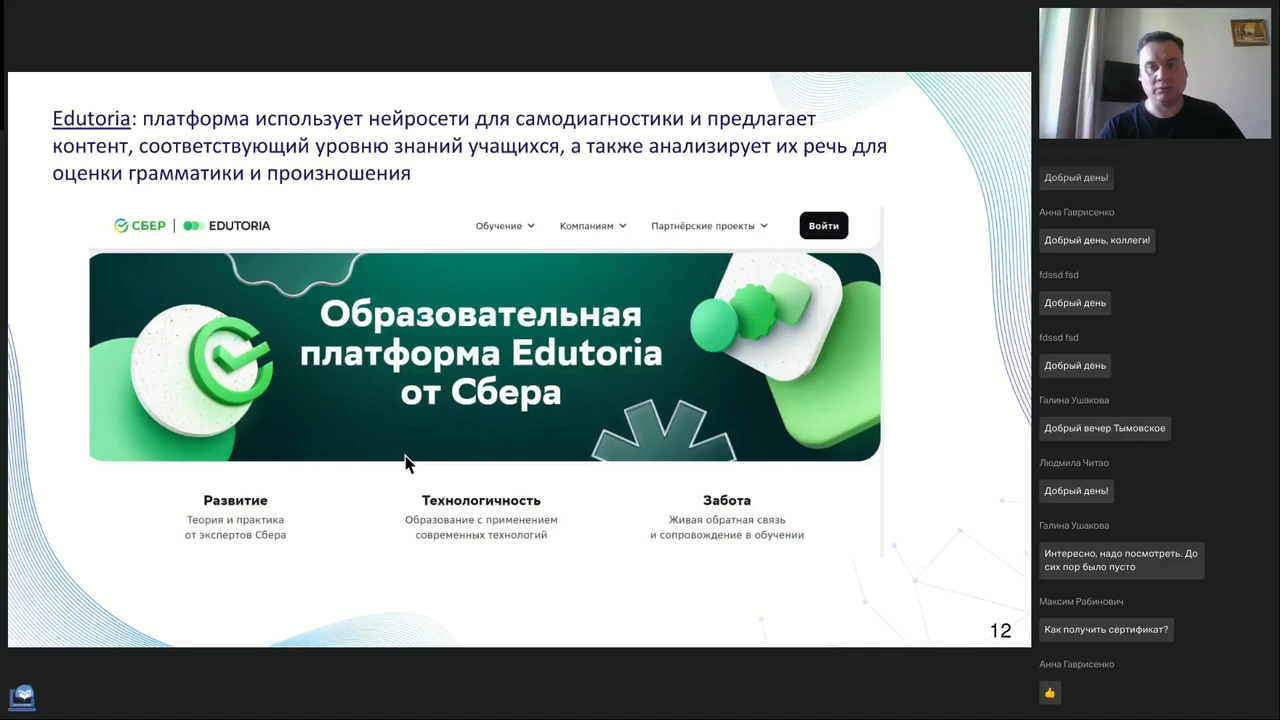 Edutoria: платформа использует нейросети для самодиагностики и предлагает
контент, соответствующий уровню знаний учащихся, а также анализирует их речь для
оценки грамматики и произношения
СБЕР | EDUTORIA
Обучение
Компаниям
Партнёрские проекты
Войти
Образовательная
платформа Edutoria
от Сбера
Развитие
Теория и практика
от экспертов Сбера
Технологичность
Образование с применением
современных технологий
Забота
Живая обратная связь
и сопровождение в обучении
12
Добрый день!
Анна Гаврисенко
Добрый день, коллеги!
fdssd fsd
Добрый день
fdssd fsd
Добрый день
Галина Ушакова
Добрый вечер Тымовское
Людмила Читао
Добрый день!
Галина Ушакова
Интересно, надо посмотреть. До
сих пор было пусто
Максим Рабинович
Как получить сертификат?
Анна Гаврисенко
👍